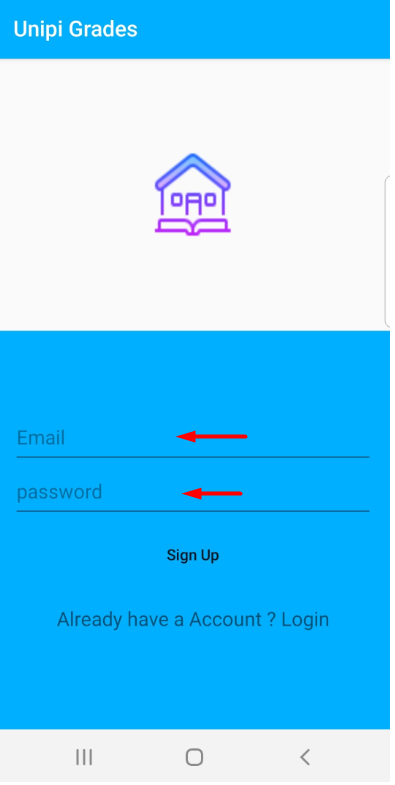 Unipi Grades
Email
password
Sign Up
Already have a Account ? Login